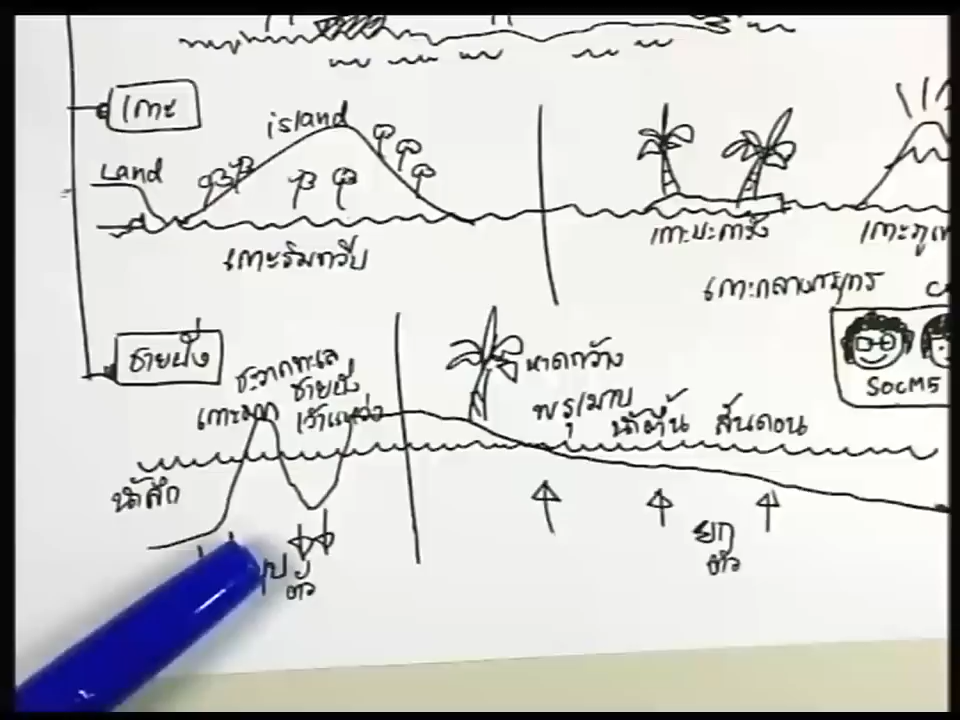 เกาะ
island
Land
เกาะริมทวีป
เกาะปะการัง
เกาะภูเ
เกาะกลางสมุทร
SocM5
ชายฝั่ง
ชะวากทะเล
ชายฝั่ง
เกาะมาก
เว้าแหว่ง
น้ำลึก
ยุบ
ตัว
หาดกว้าง
พรุ/มาบ
น้ำตื้น
สันดอน
ยก
ตัว